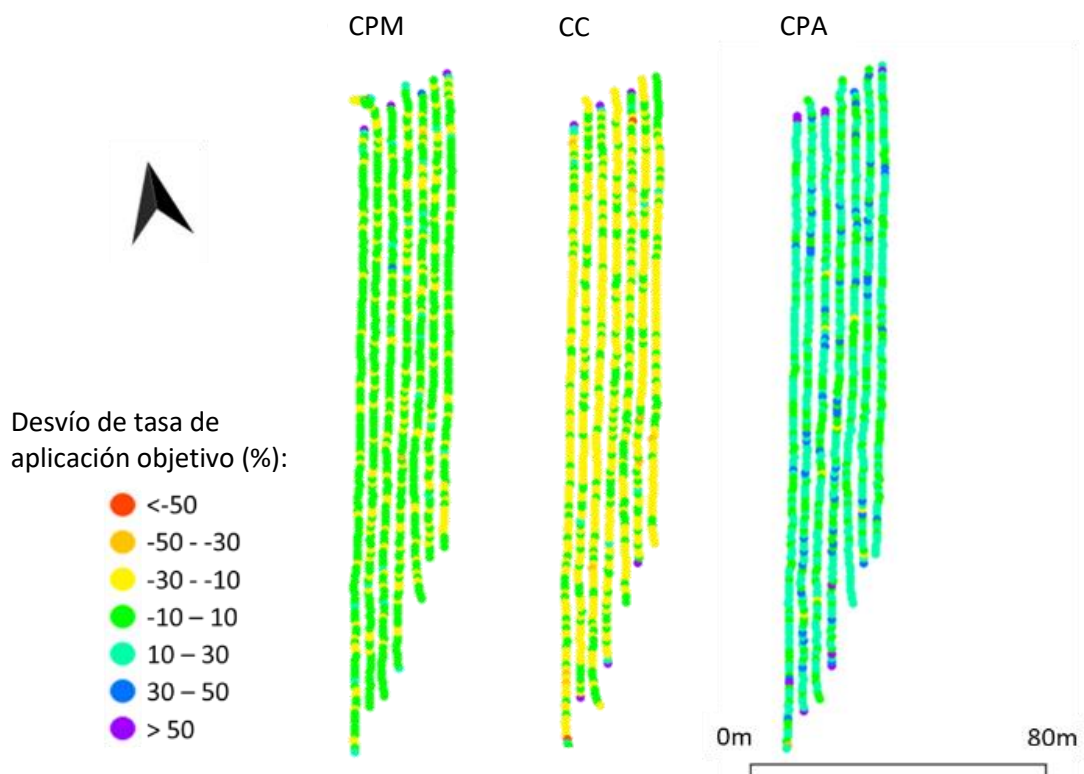 CPM CC CPA
Desvío de tasa de
aplicación objetivo (%):
<-50
-50 - -30
-30 - -10
-10 – 10
10 – 30
30 – 50
> 50
0m 80m